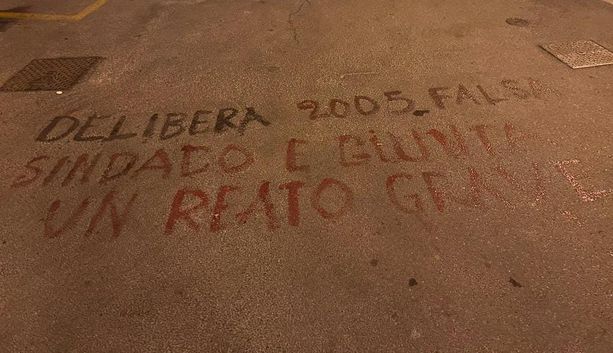 DELIBERA 2005. FALSA
SINDACO E GIUNTA
UN REATO GRAVE